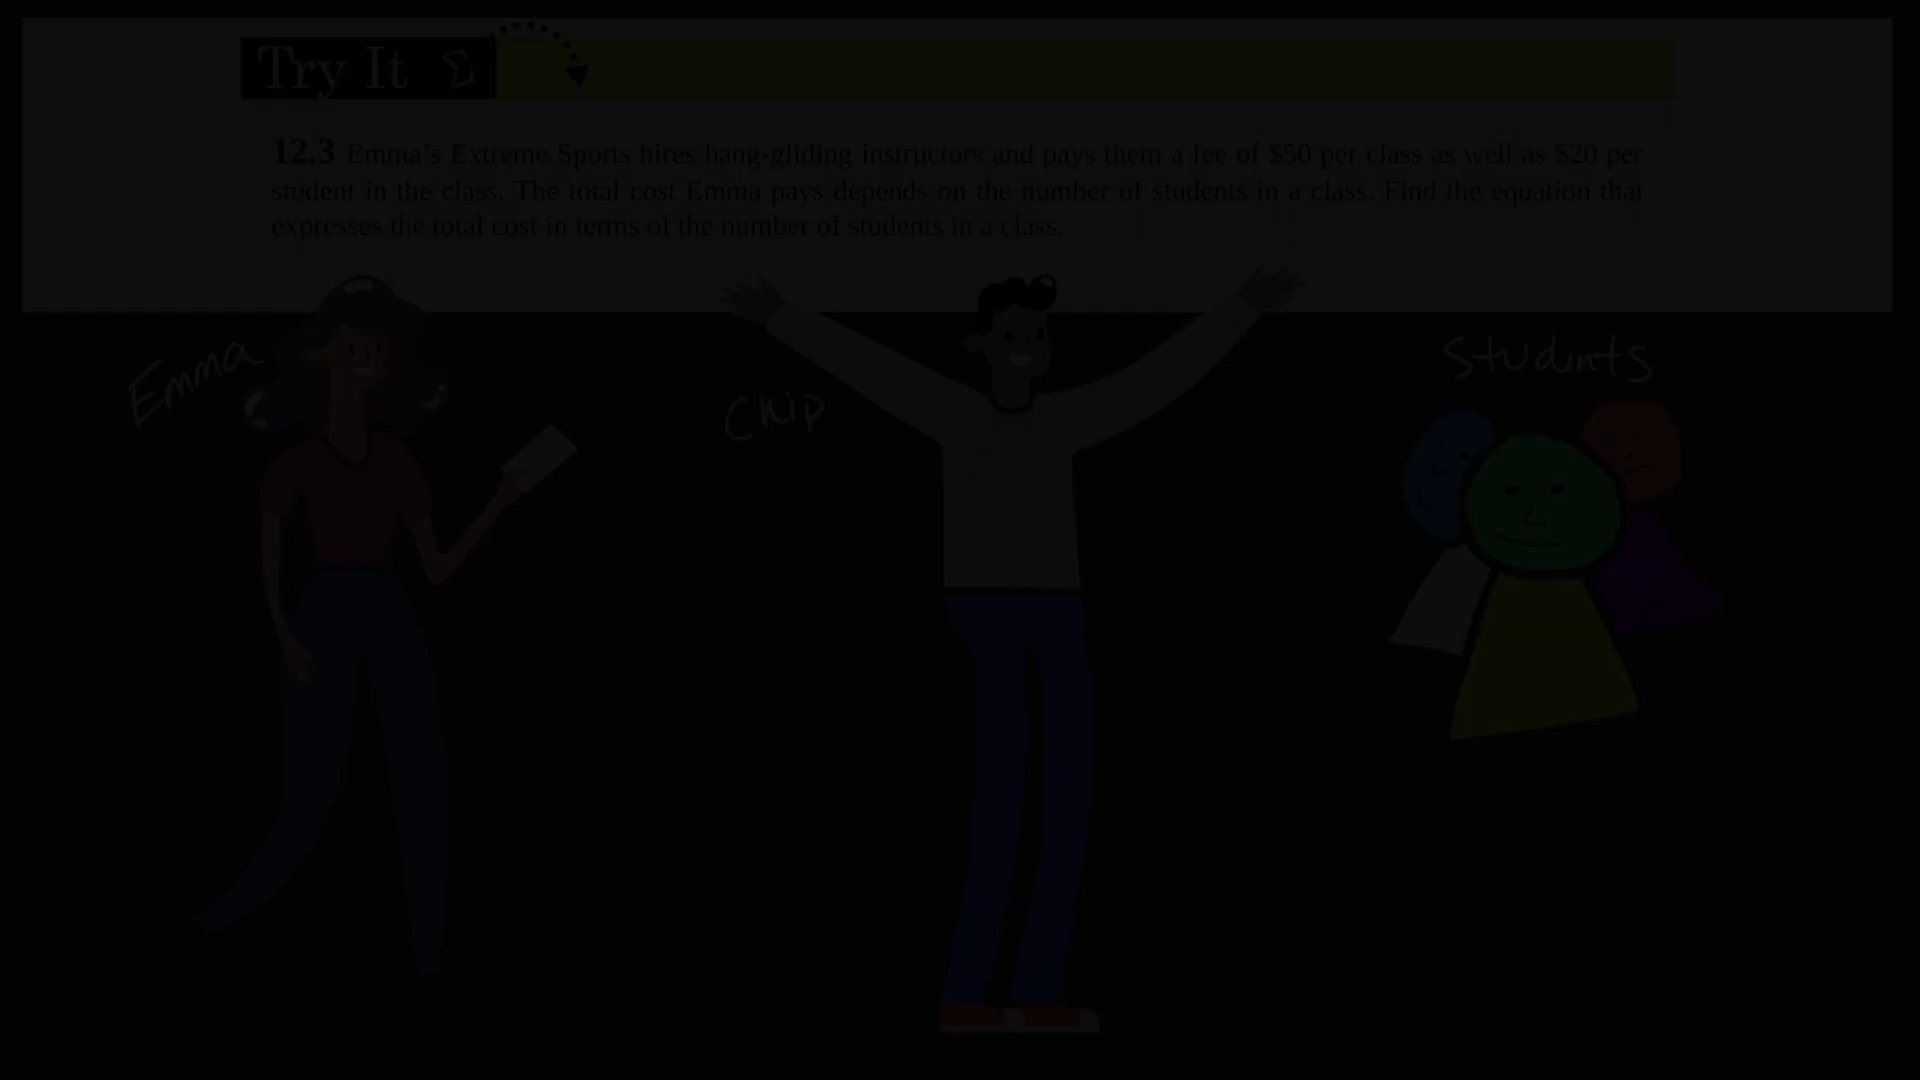 Try It Σ
12.3 Emma’s Extreme Sports hires hang-gliding instructors and pays them a fee of $50 per class as well as $20 per
student in the class. The total cost Emma pays depends on the number of students in a class. Find the equation that
expresses the total cost in terms of the number of students in a class.
Emma
Chip
Students